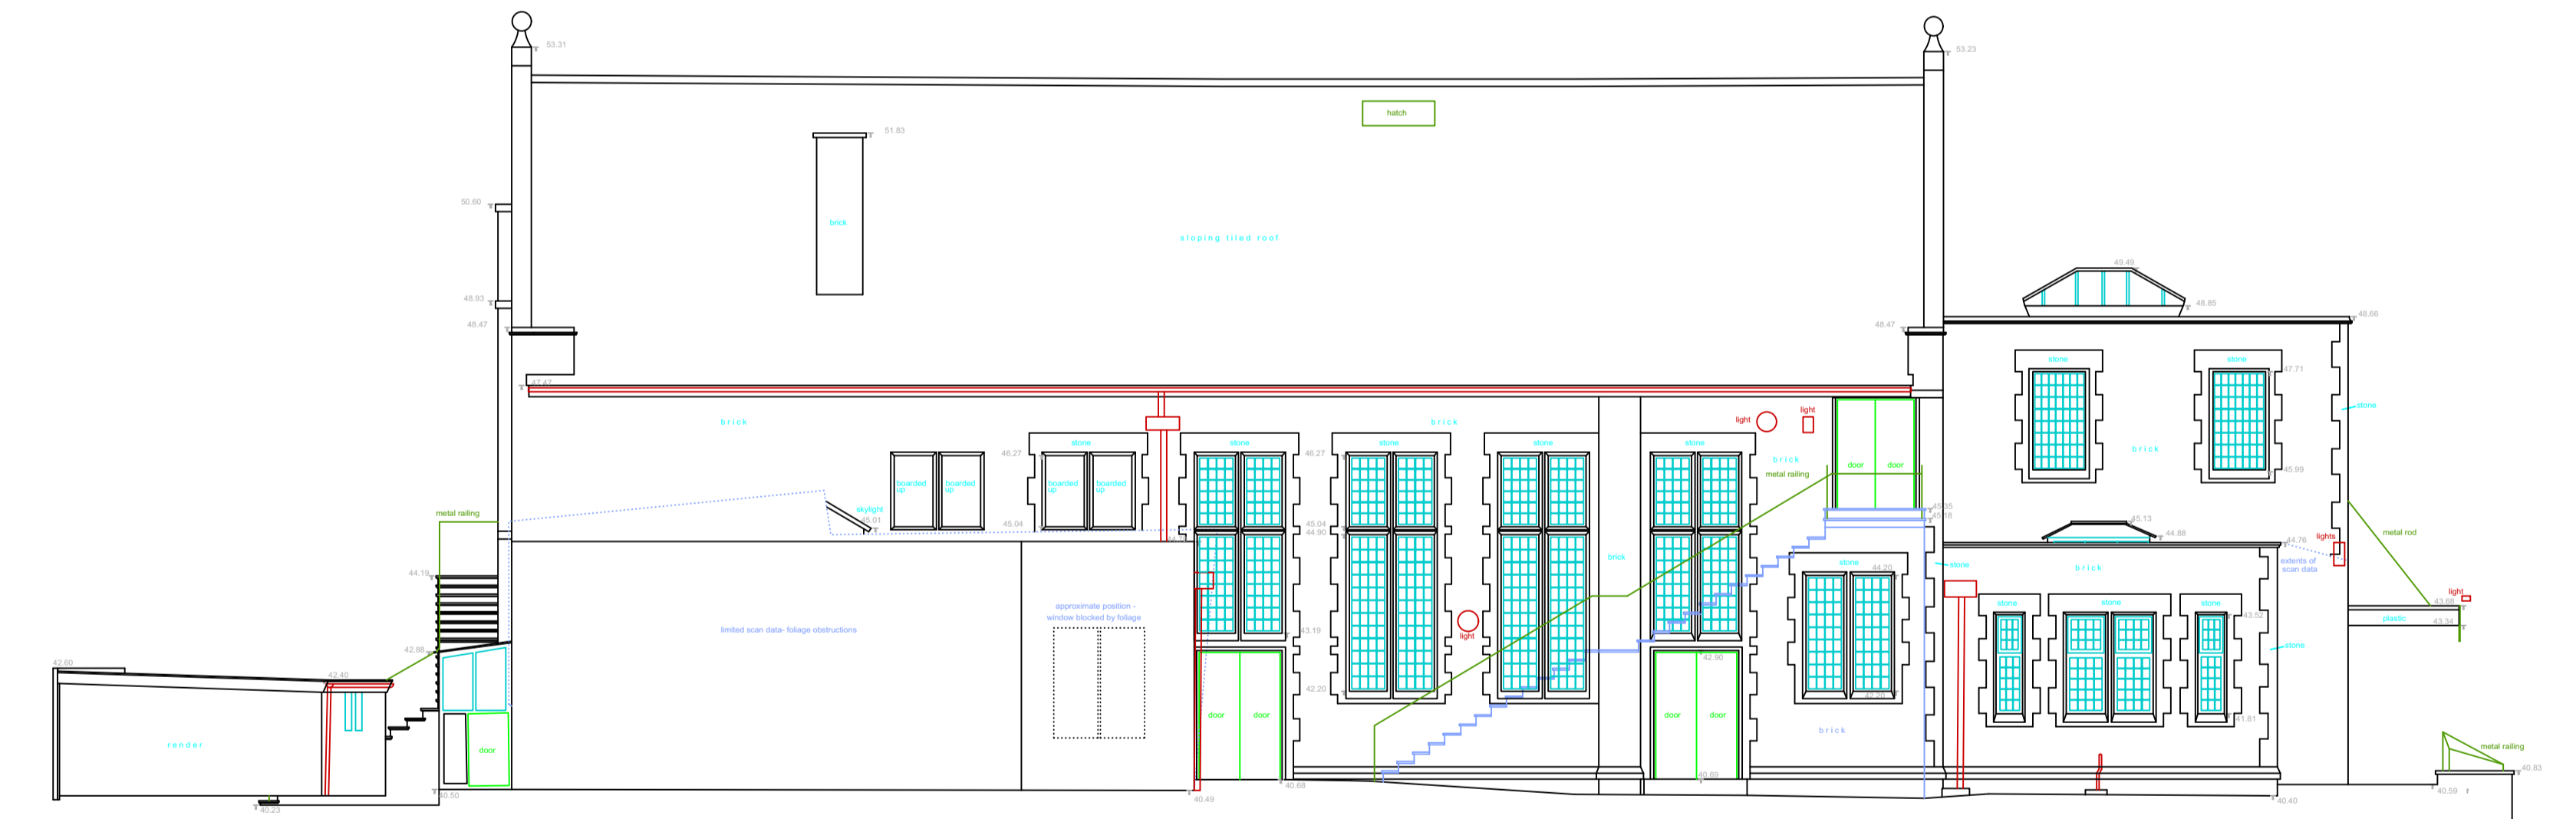 53.31
53.23
hatch
51.83
50.60
brick
sloping tiled roof
49.49
48.93
48.85
48.66
48.47
48.47
stone
stone
47.71
47.47
stone
brick
brick
light
light
stone
stone
stone
stone
stone
brick
46.27
46.27
brick
door
door
45.99
metal railing
boarded
up
boarded
up
boarded
up
boarded
up
skylight
45.01
45.04
45.04
44.90
45.35
45.18
45.13
44.88
44.76
metal railing
metal rod
lights
extents of
scan data
brick
brick
stone
stone
44.20
44.19
approximate position -
window blocked by foliage
limited scan data- foliage obstructions
light
43.68
plastic
43.34
stone
stone
stone
43.52
light
43.19
stone
42.90
42.88
42.60
42.40
42.20
42.20
door
door
door
door
41.81
render
door
brick
metal railing
40.83
40.69
40.68
40.59
40.50
40.49
40.40
40.23